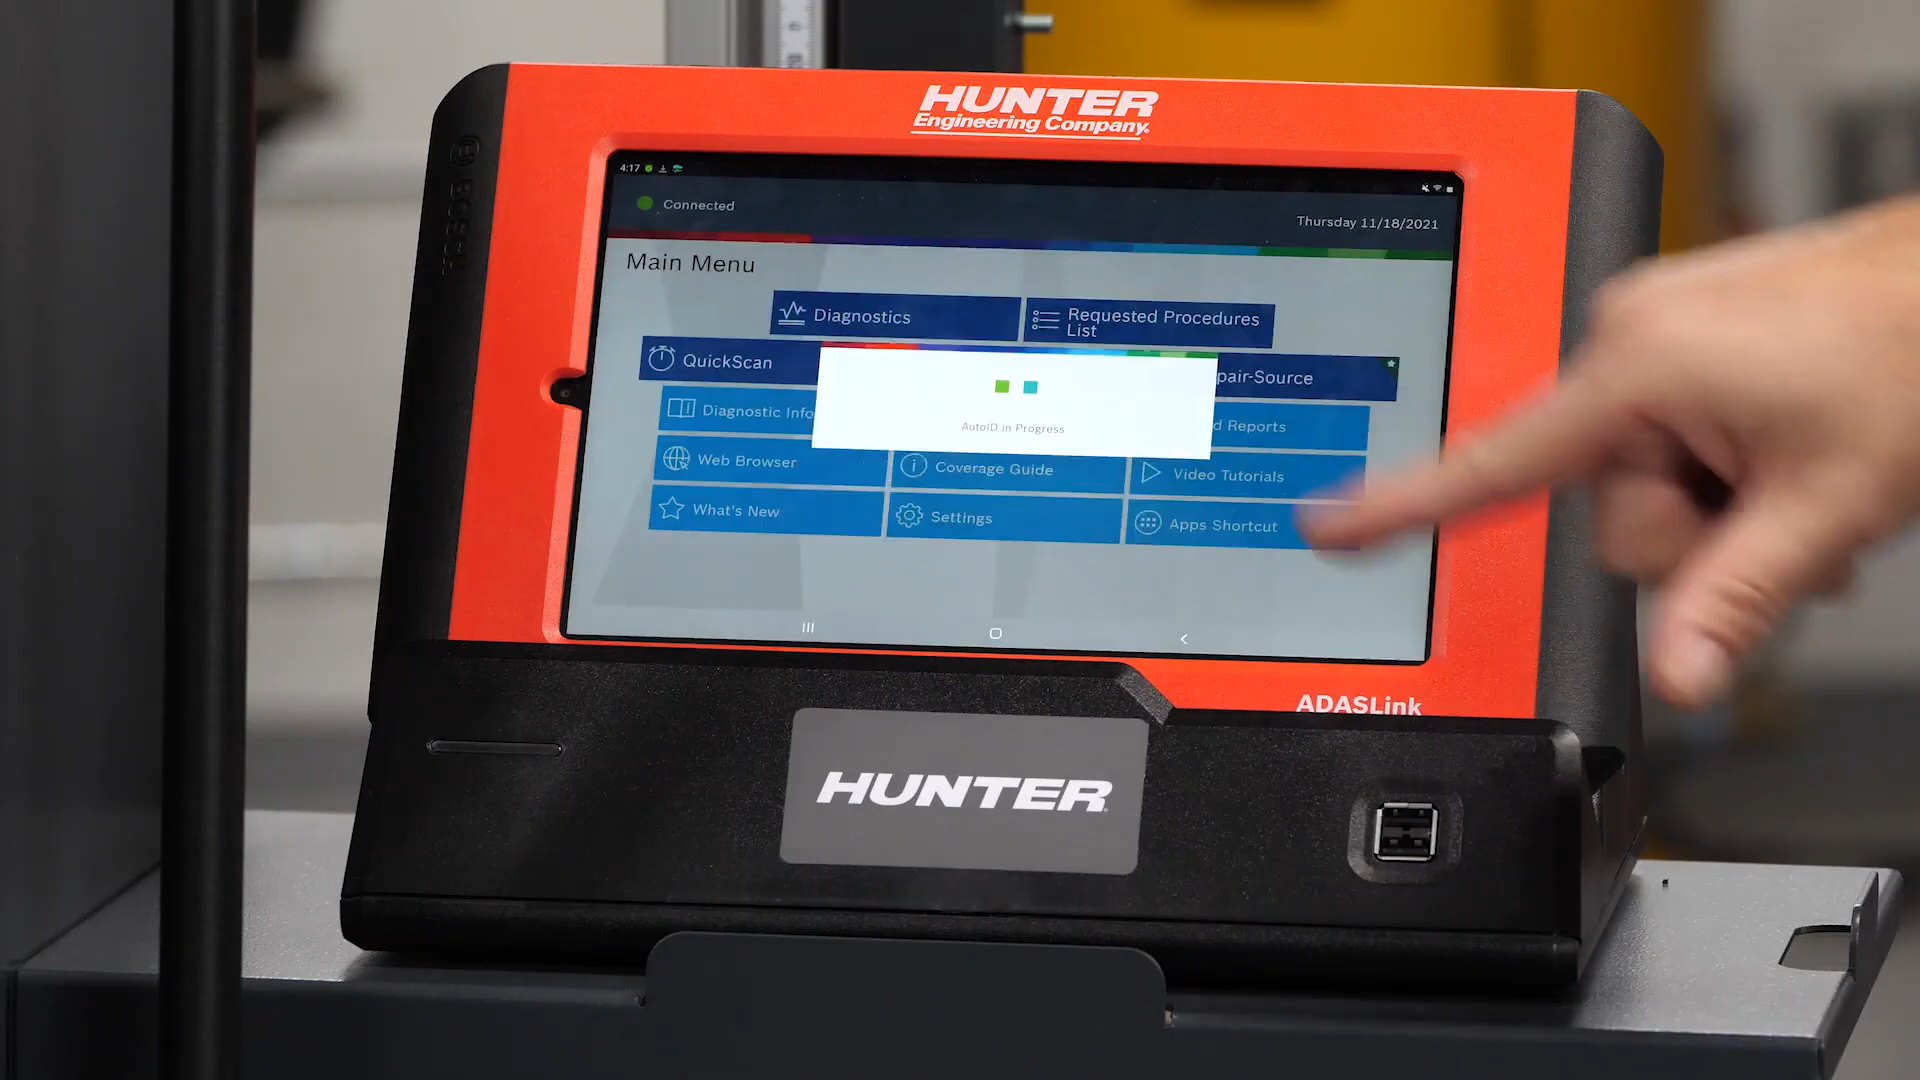 HUNTER
Engineering Company.
BOSCH
4:17
Connected
Thursday 11/18/2021
Main Menu
Diagnostics
Requested Procedures
List
QuickScan
pair-Source
AutoID in Progress
Diagnostic Info
d Reports
Web Browser
Coverage Guide
Video Tutorials
What's New
Settings
Apps Shortcut
ADASLink
HUNTER